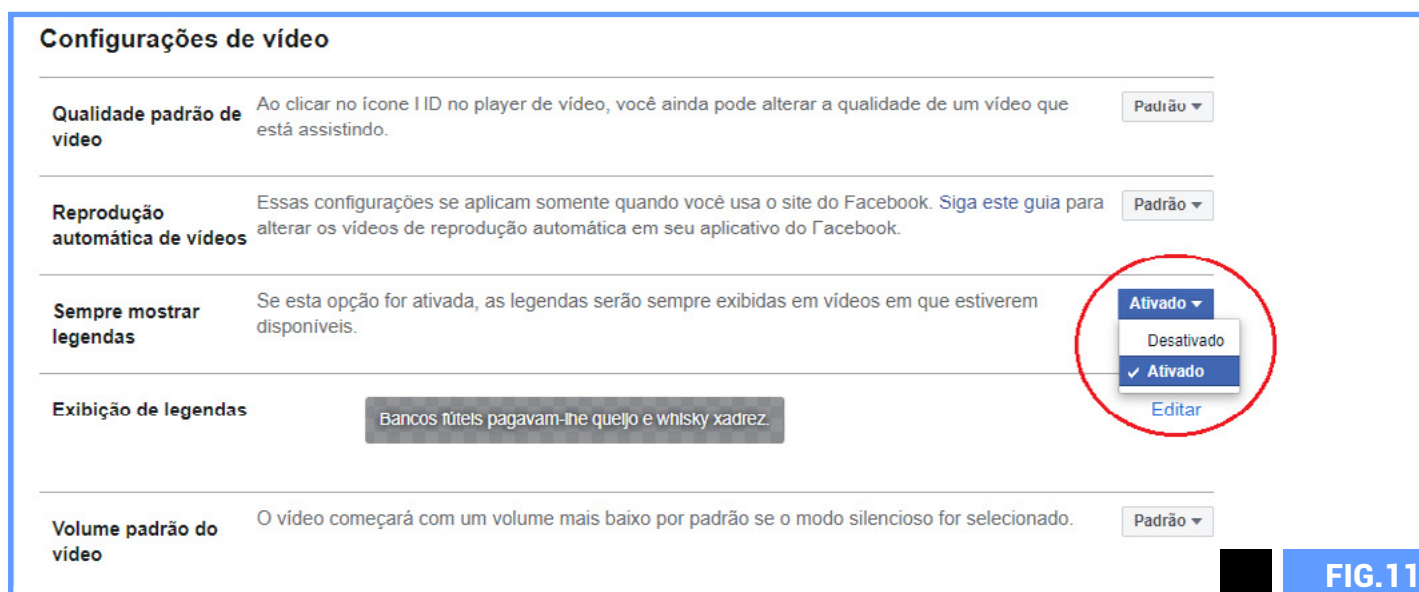 Configurações de vídeo
Qualidade padrão de vídeo
Ao clicar no ícone HD no player de vídeo, você ainda pode alterar a qualidade de um vídeo que
está assistindo.
Padrão
Reprodução
automática de vídeos
Essas configurações se aplicam somente quando você usa o site do Facebook. Siga este guia para
alterar os vídeos de reprodução automática em seu aplicativo do Facebook.
Padrão
Sempre mostrar
legendas
Se esta opção for ativada, as legendas serão sempre exibidas em vídeos em que estiverem
disponíveis.
Ativado
Desativado
Ativado
Exibição de legendas
Bancos fúteis pagavam-lhe queijo e whisky xadrez.
Editar
Volume padrão do
vídeo
O vídeo começará com um volume mais baixo por padrão se o modo silencioso for selecionado.
Padrão
FIG.11